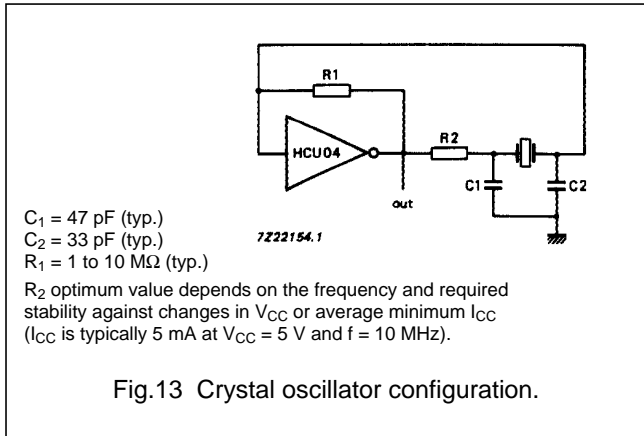 R1
HCU04
R2
C1
C2
out
7Z22154.1
C1 = 47 pF (typ.)
C2 = 33 pF (typ.)
R1 = 1 to 10 MΩ (typ.)
R2 optimum value depends on the frequency and required
stability against changes in VCC or average minimum ICC
(ICC is typically 5 mA at VCC = 5 V and f = 10 MHz).
Fig.13 Crystal oscillator configuration.